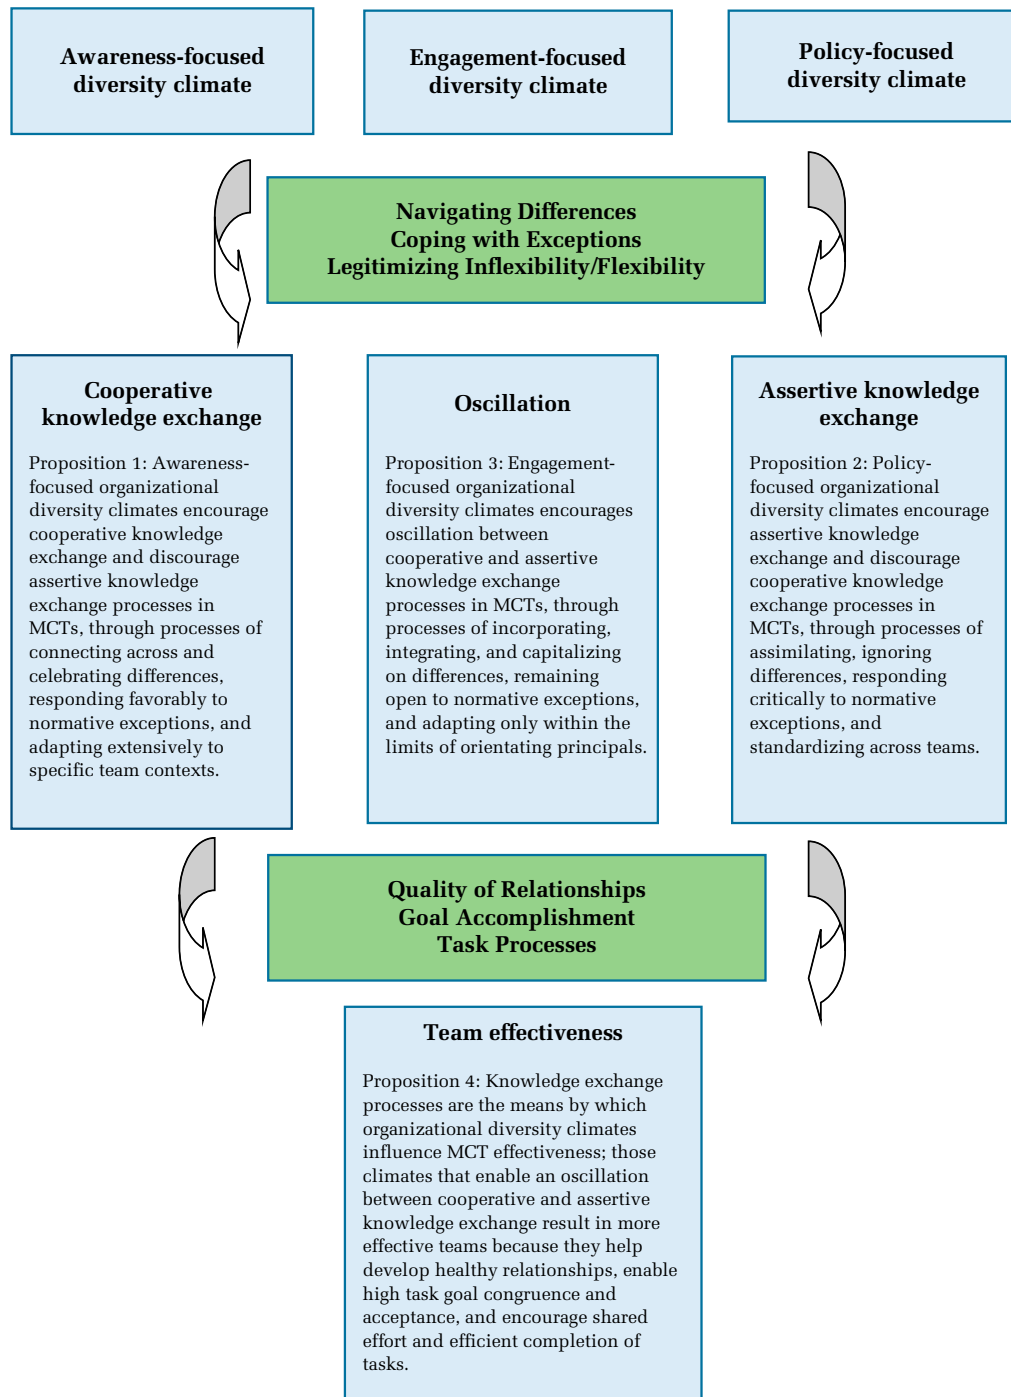 Awareness-focused
diversity climate
Engagement-focused
diversity climate
Policy-focused
diversity climate
Navigating Differences
Coping with Exceptions
Legitimizing Inflexibility/Flexibility
Cooperative
knowledge exchange
Proposition 1: Awareness-
focused organizational
diversity climates encourage
cooperative knowledge
exchange and discourage
assertive knowledge
exchange processes in
MCTs, through processes of
connecting across and
celebrating differences,
responding favorably to
normative exceptions, and
adapting extensively to
specific team contexts.
Oscillation
Proposition 3: Engagement-
focused organizational
diversity climates encourages
oscillation between
cooperative and assertive
knowledge exchange
processes in MCTs, through
processes of incorporating,
integrating, and capitalizing
on differences, remaining
open to normative exceptions,
and adapting only within the
limits of orientating principals.
Assertive knowledge
exchange
Proposition 2: Policy-
focused organizational
diversity climates encourage
assertive knowledge
exchange and discourage
cooperative knowledge
exchange processes in
MCTs, through processes of
assimilating, ignoring
differences, responding
critically to normative
exceptions, and
standardizing across teams.
Quality of Relationships
Goal Accomplishment
Task Processes
Team effectiveness
Proposition 4: Knowledge exchange
processes are the means by which
organizational diversity climates
influence MCT effectiveness; those
climates that enable an oscillation
between cooperative and assertive
knowledge exchange result in more
effective teams because they help
develop healthy relationships, enable
high task goal congruence and
acceptance, and encourage shared
effort and efficient completion of
tasks.